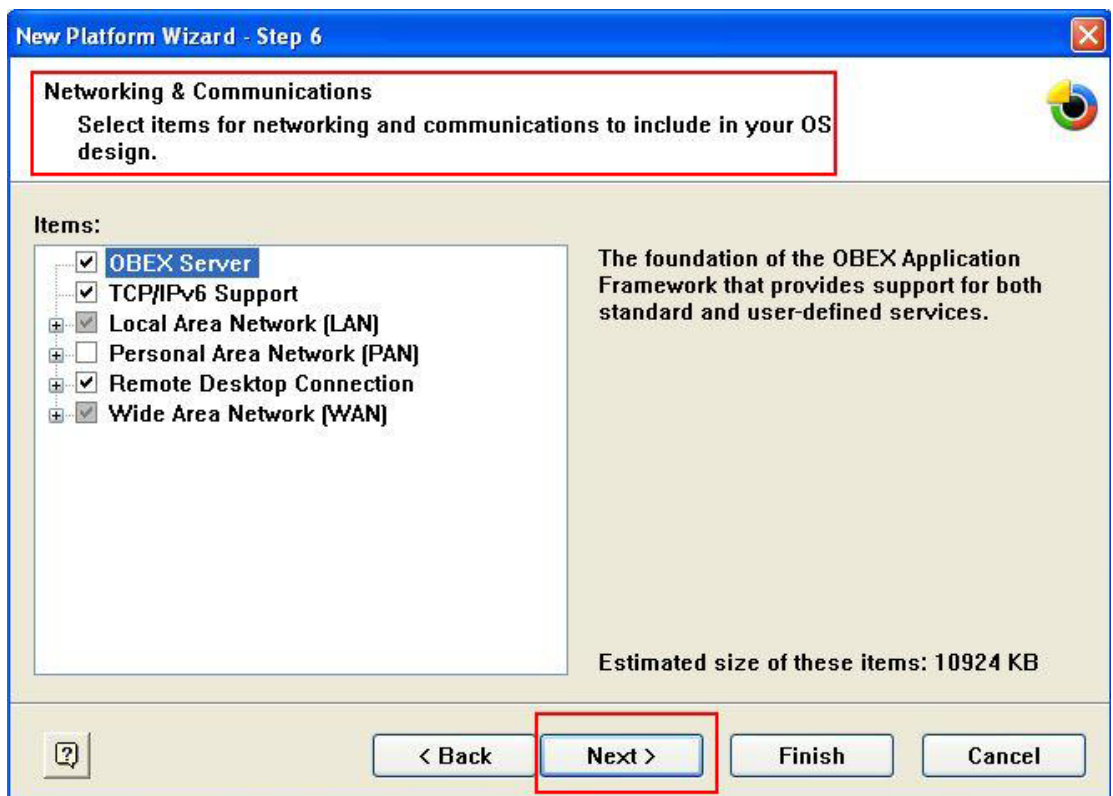 New Platform Wizard - Step 6
Networking & Communications
Select items for networking and communications to include in your OS
design.
Items:
OBEX Server
TCP/IPv6 Support
Local Area Network (LAN)
Personal Area Network (PAN)
Remote Desktop Connection
Wide Area Network (WAN)
The foundation of the OBEX Application
Framework that provides support for both
standard and user-defined services.
Estimated size of these items: 10924 KB
?
< Back
Next >
Finish
Cancel